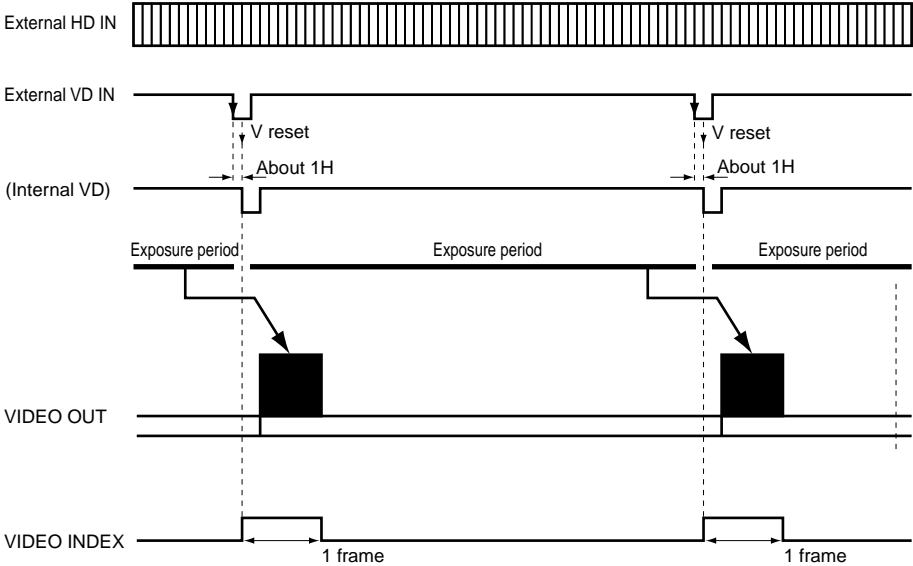 External HD IN
External VD IN
V reset
V reset
About 1H
About 1H
(Internal VD)
Exposure period
Exposure period
Exposure period
VIDEO OUT
VIDEO INDEX
1 frame
1 frame